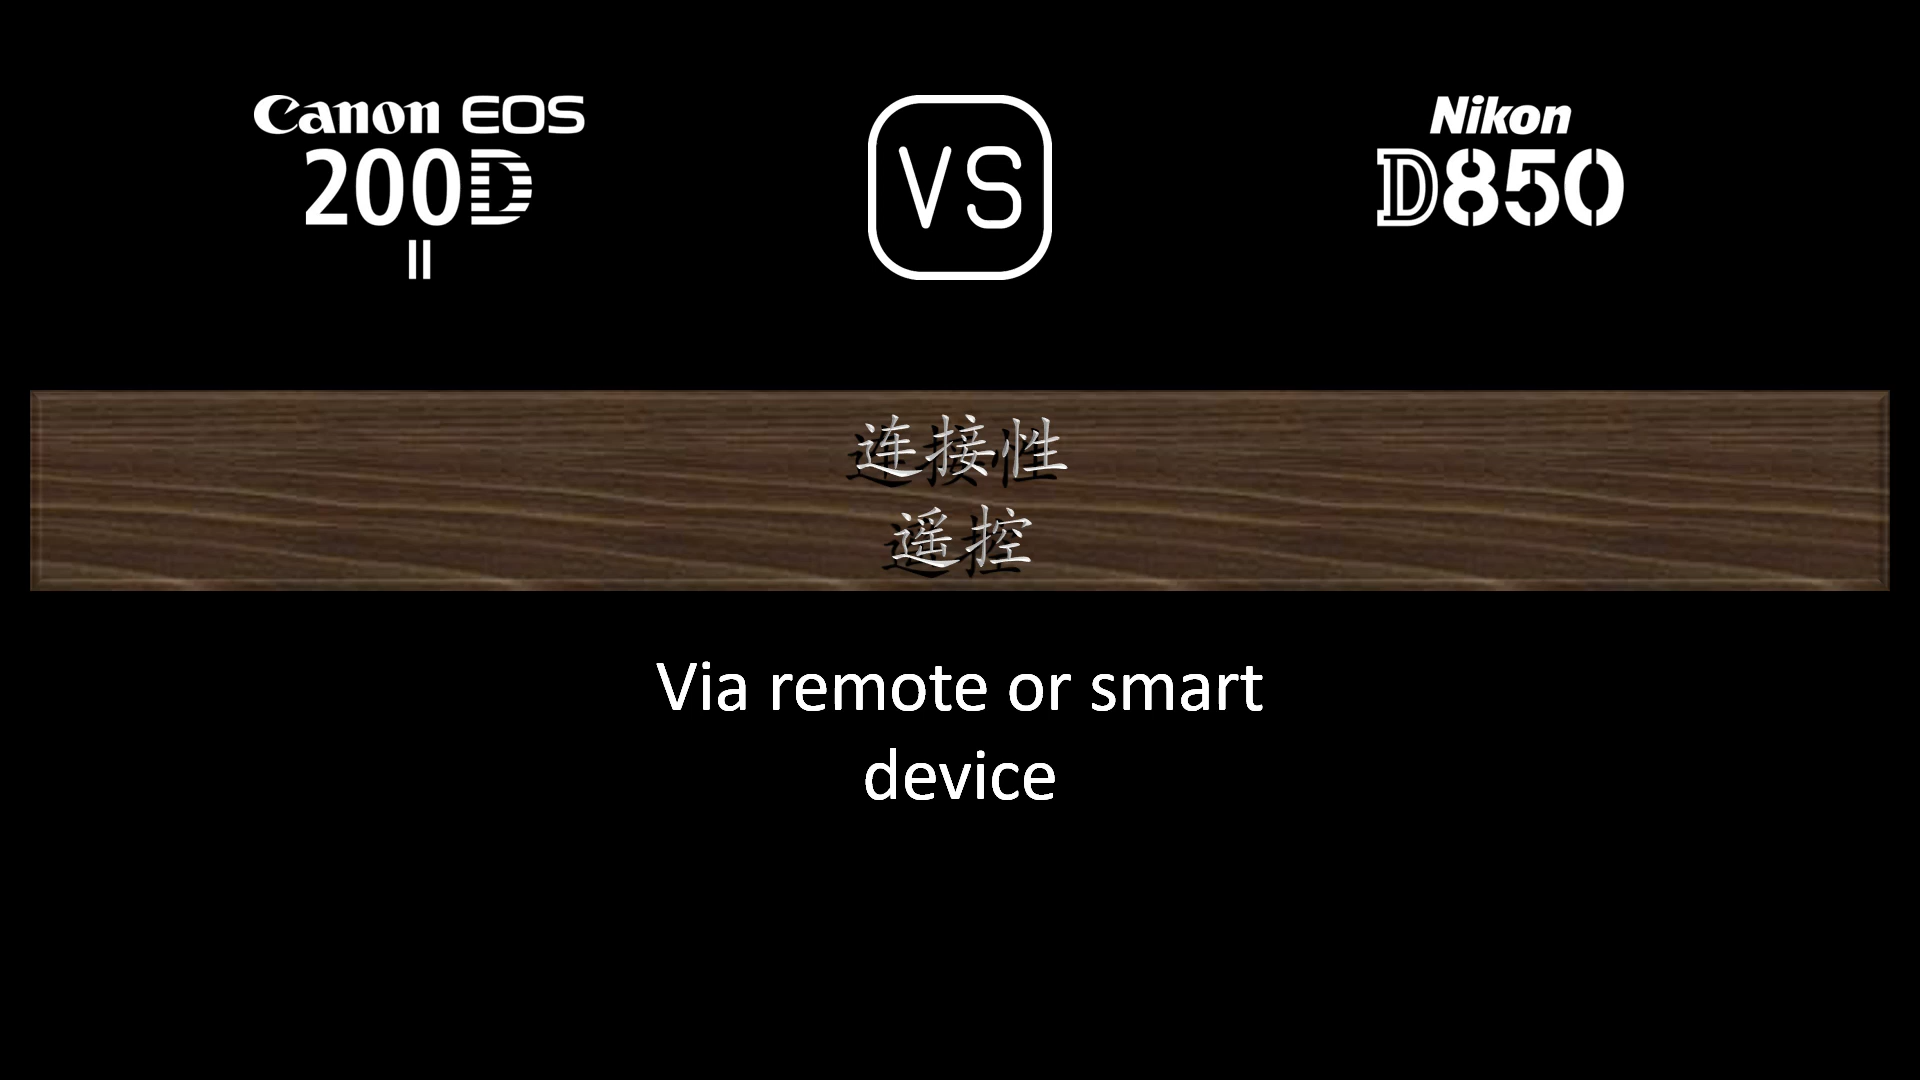 Canon EOS
200D
II
VS
Nikon
D850
连接性
遥控
Via remote or smart
device